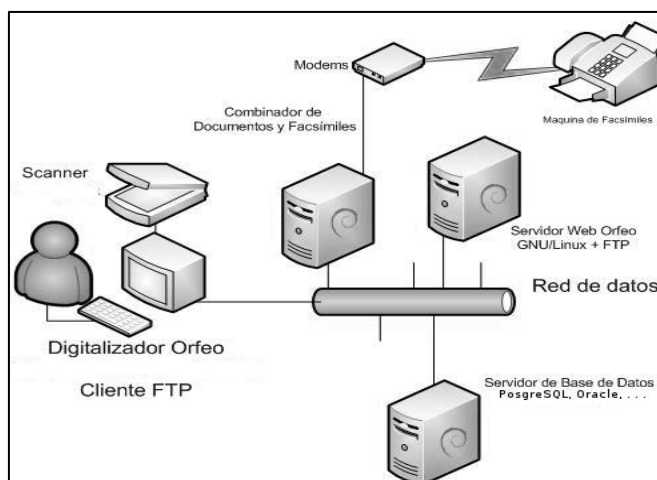 Modems
Combinador de
Documentos y Facsímiles
Maquina de Facsímiles
Scanner
Servidor Web Orfeo
GNU/Linux + FTP
Red de datos
Digitalizador Orfeo
Cliente FTP
Servidor de Base de Datos
PosgreSQL, Oracle, . . .